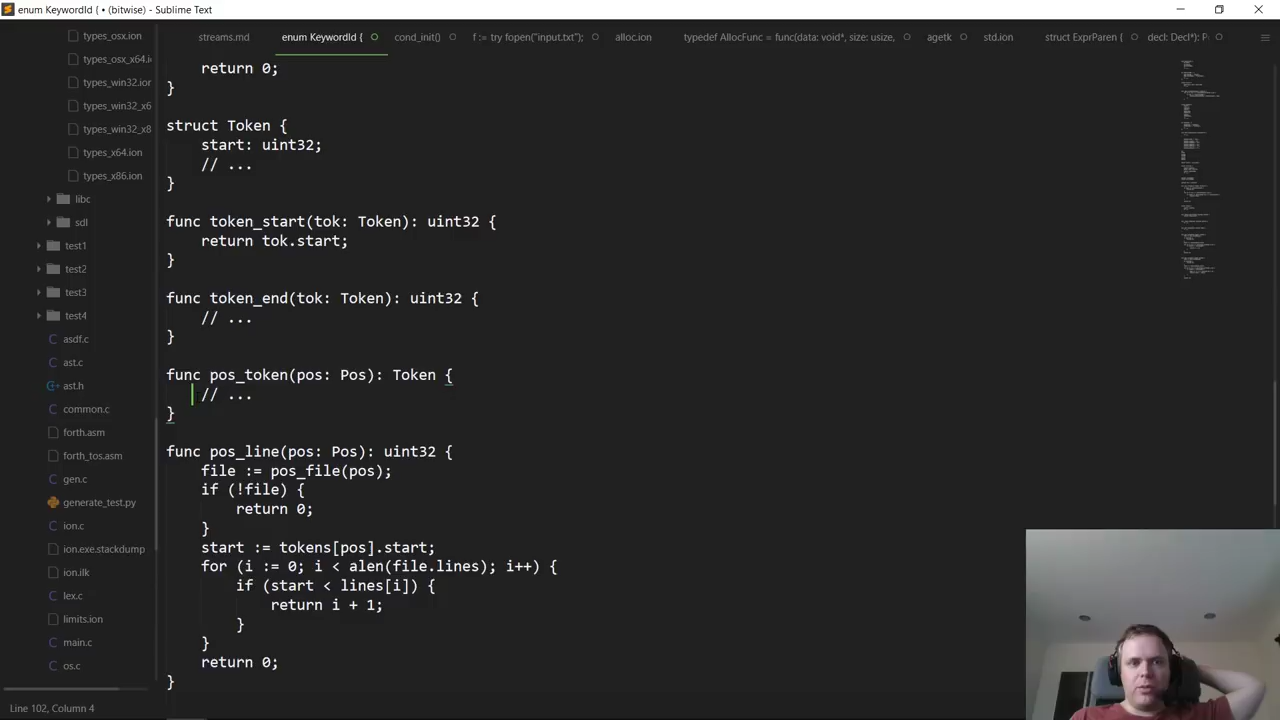 enum KeywordId { • (bitwise) - Sublime Text
streams.md
enum KeywordId {
cond_init()
f := try fopen("input.txt");
alloc.ion
typedef AllocFunc = func(data: void*, size: usize,
agetk
std.ion
struct ExprParen {
decl: Decl*): P
types_osx.ion
types_osx_x64.i
types_win32.ion
types_win32_x6
types_win32_x8
types_x64.ion
types_x86.ion
libc
sdl
test1
test2
test3
test4
asdf.c
ast.c
ast.h
common.c
forth.asm
forth_tos.asm
gen.c
generate_test.py
ion.c
ion.exe.stackdump
ion.ilk
lex.c
limits.ion
main.c
os.c
return 0;
}
struct Token {
start: uint32;
// ...
}
func token_start(tok: Token): uint32 {
return tok.start;
}
func token_end(tok: Token): uint32 {
// ...
}
func pos_token(pos: Pos): Token {
// ...
}
func pos_line(pos: Pos): uint32 {
file := pos_file(pos);
if (!file) {
return 0;
}
start := tokens[pos].start;
for (i := 0; i < alen(file.lines); i++) {
if (start < lines[i]) {
return i + 1;
}
}
return 0;
}
Line 102, Column 4